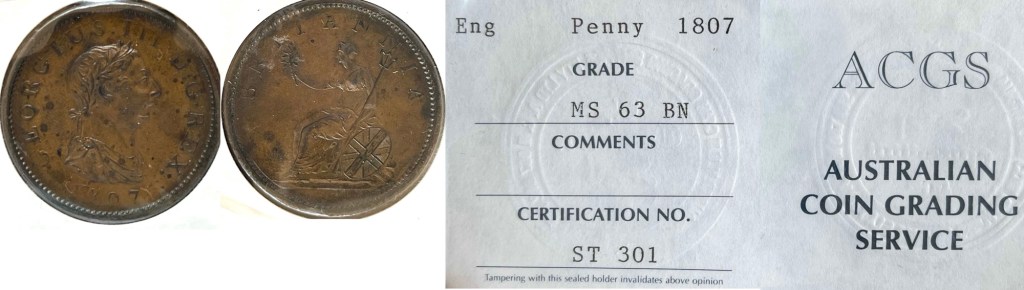 GEORGIUS III·D·G·REX.
1807
BRITANNIA
Eng Penny 1807
GRADE
MS 63 BN
COMMENTS
CERTIFICATION NO.
ST 301
Tampering with this sealed holder invalidates above opinion
ACGS
AUSTRALIAN
COIN GRADING
SERVICE